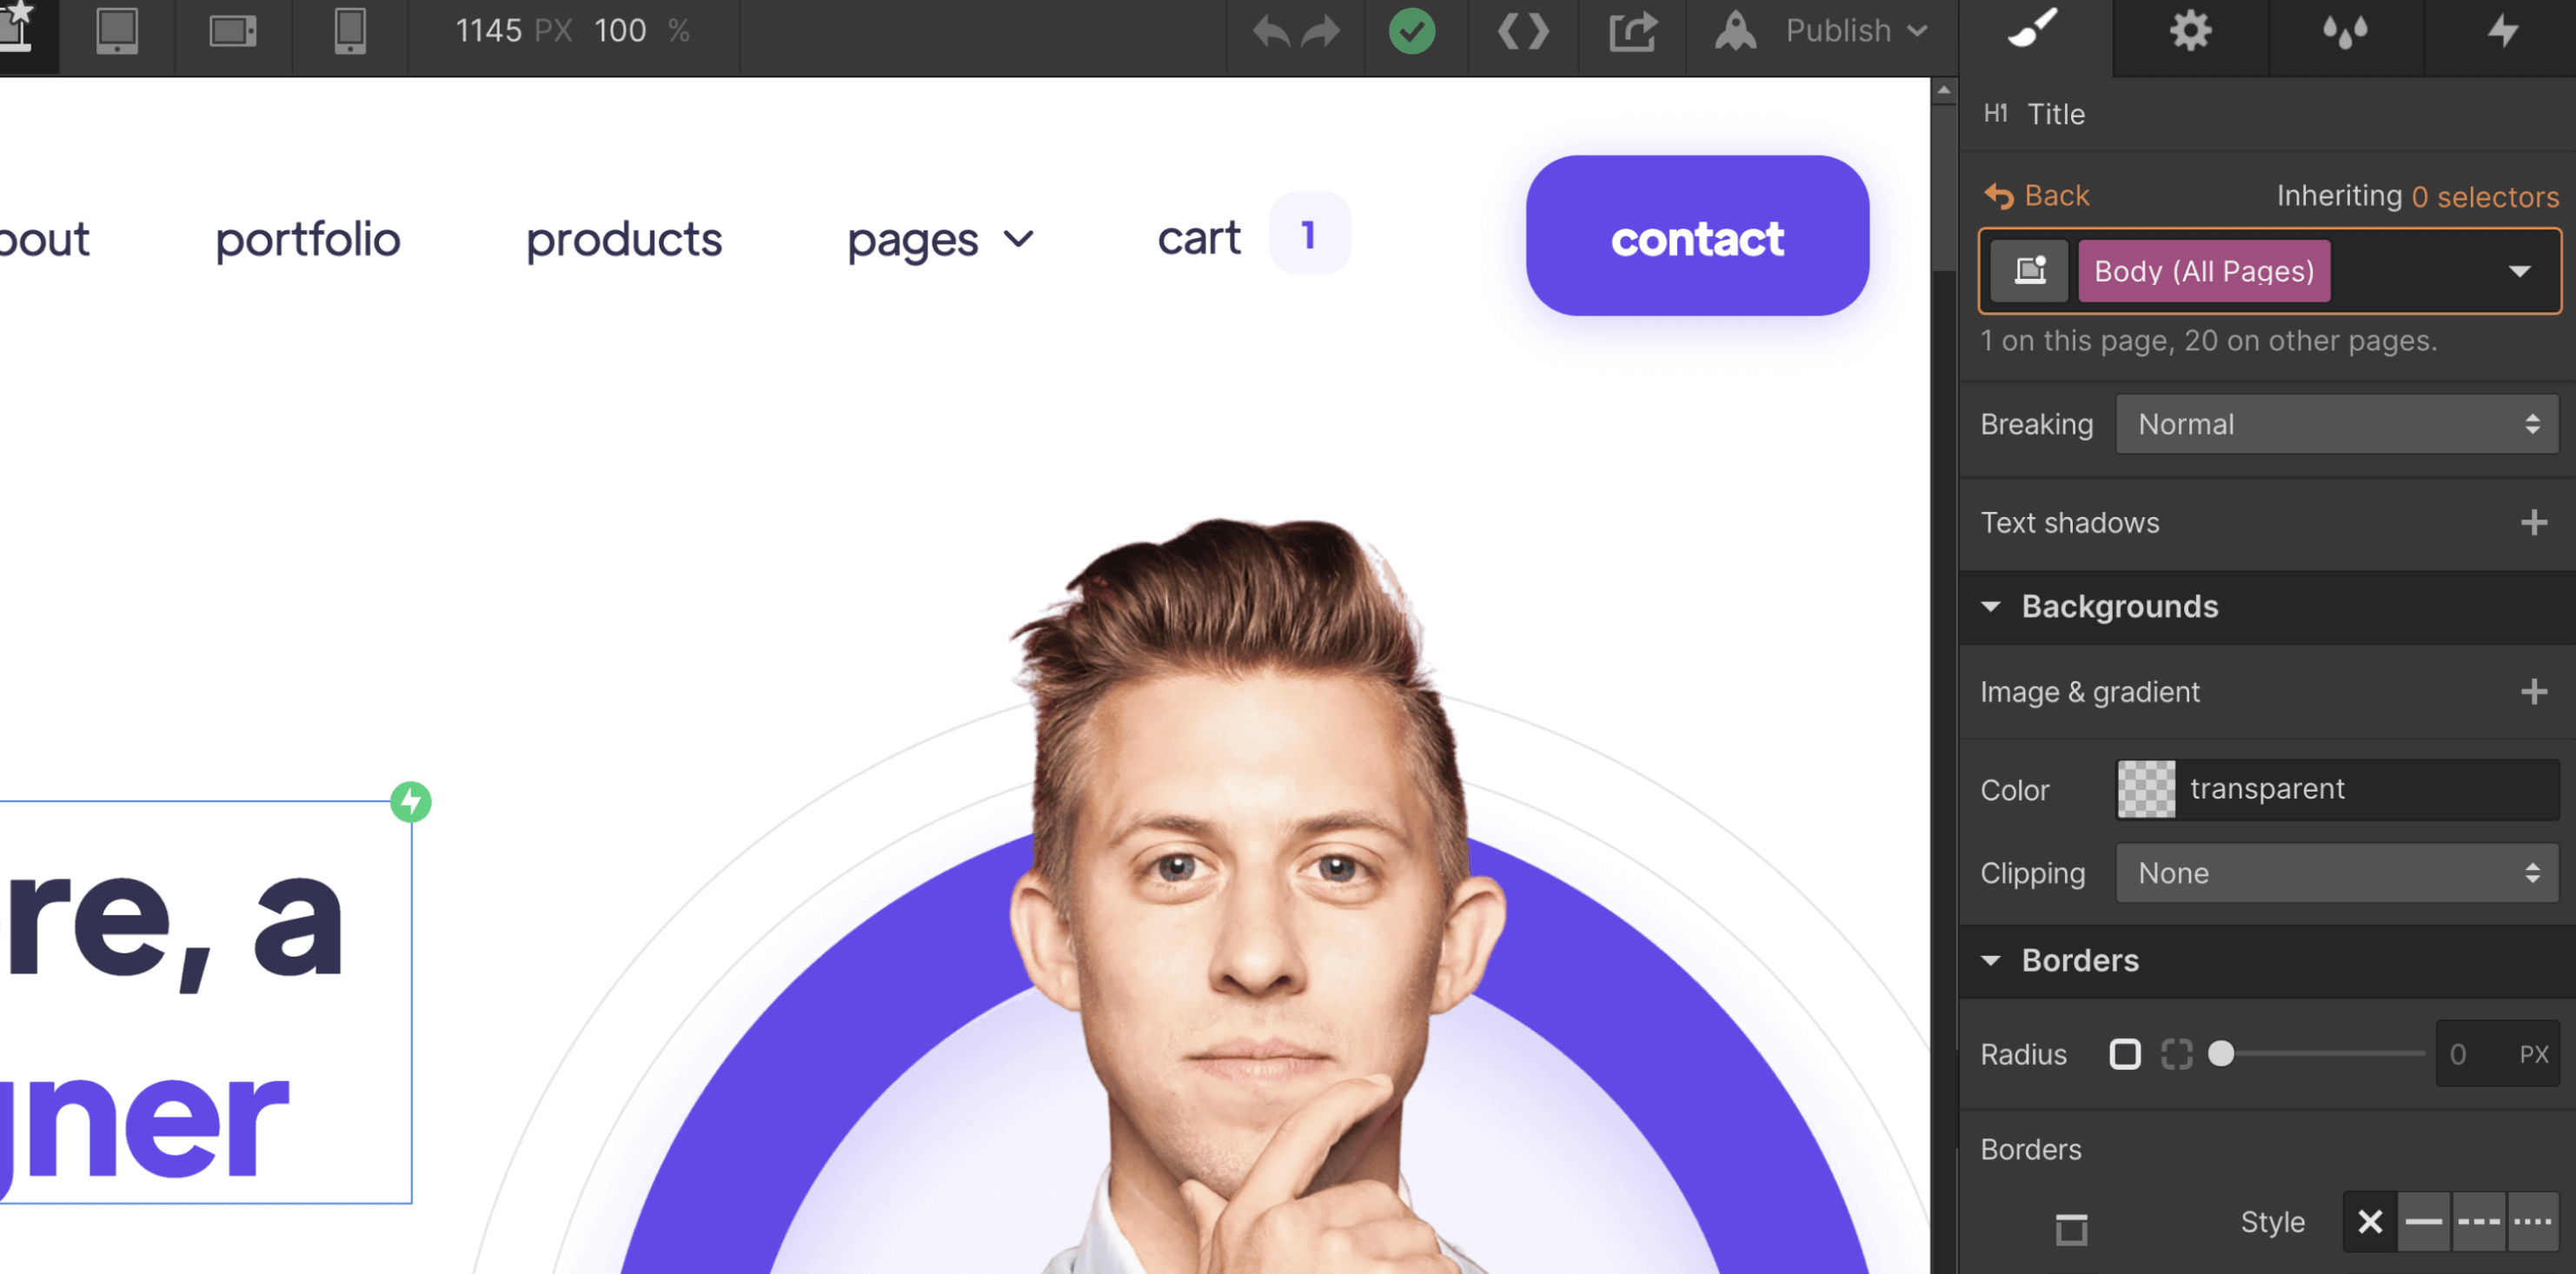 1145 PX 100 %
Publish
H1 Title
Back
Inheriting 0 selectors
Body (All Pages)
1 on this page, 20 on other pages.
Breaking Normal
Text shadows
Backgrounds
Image & gradient
Color transparent
Clipping None
Borders
Radius 0 PX
Borders
Style
bout portfolio products pages cart 1 contact
re, a
gner